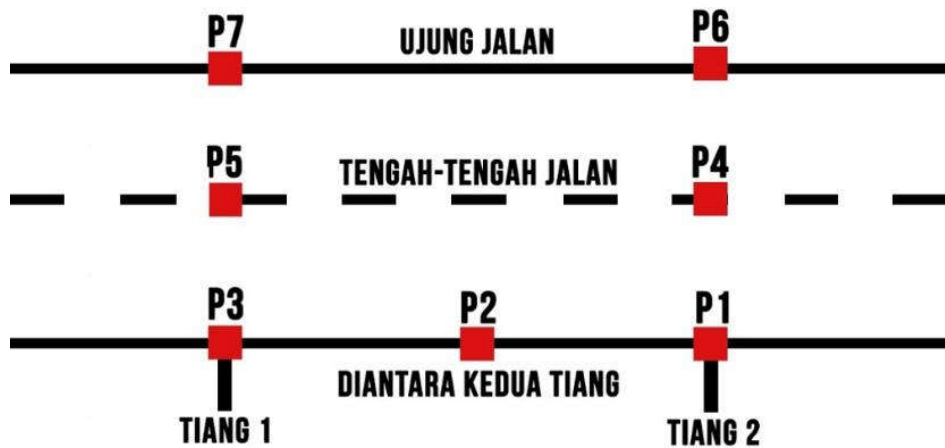 P7
UJUNG JALAN
P6
P5
TENGAH-TENGAH JALAN
P4
P3
P2
P1
DIANTARA KEDUA TIANG
TIANG 1
TIANG 2